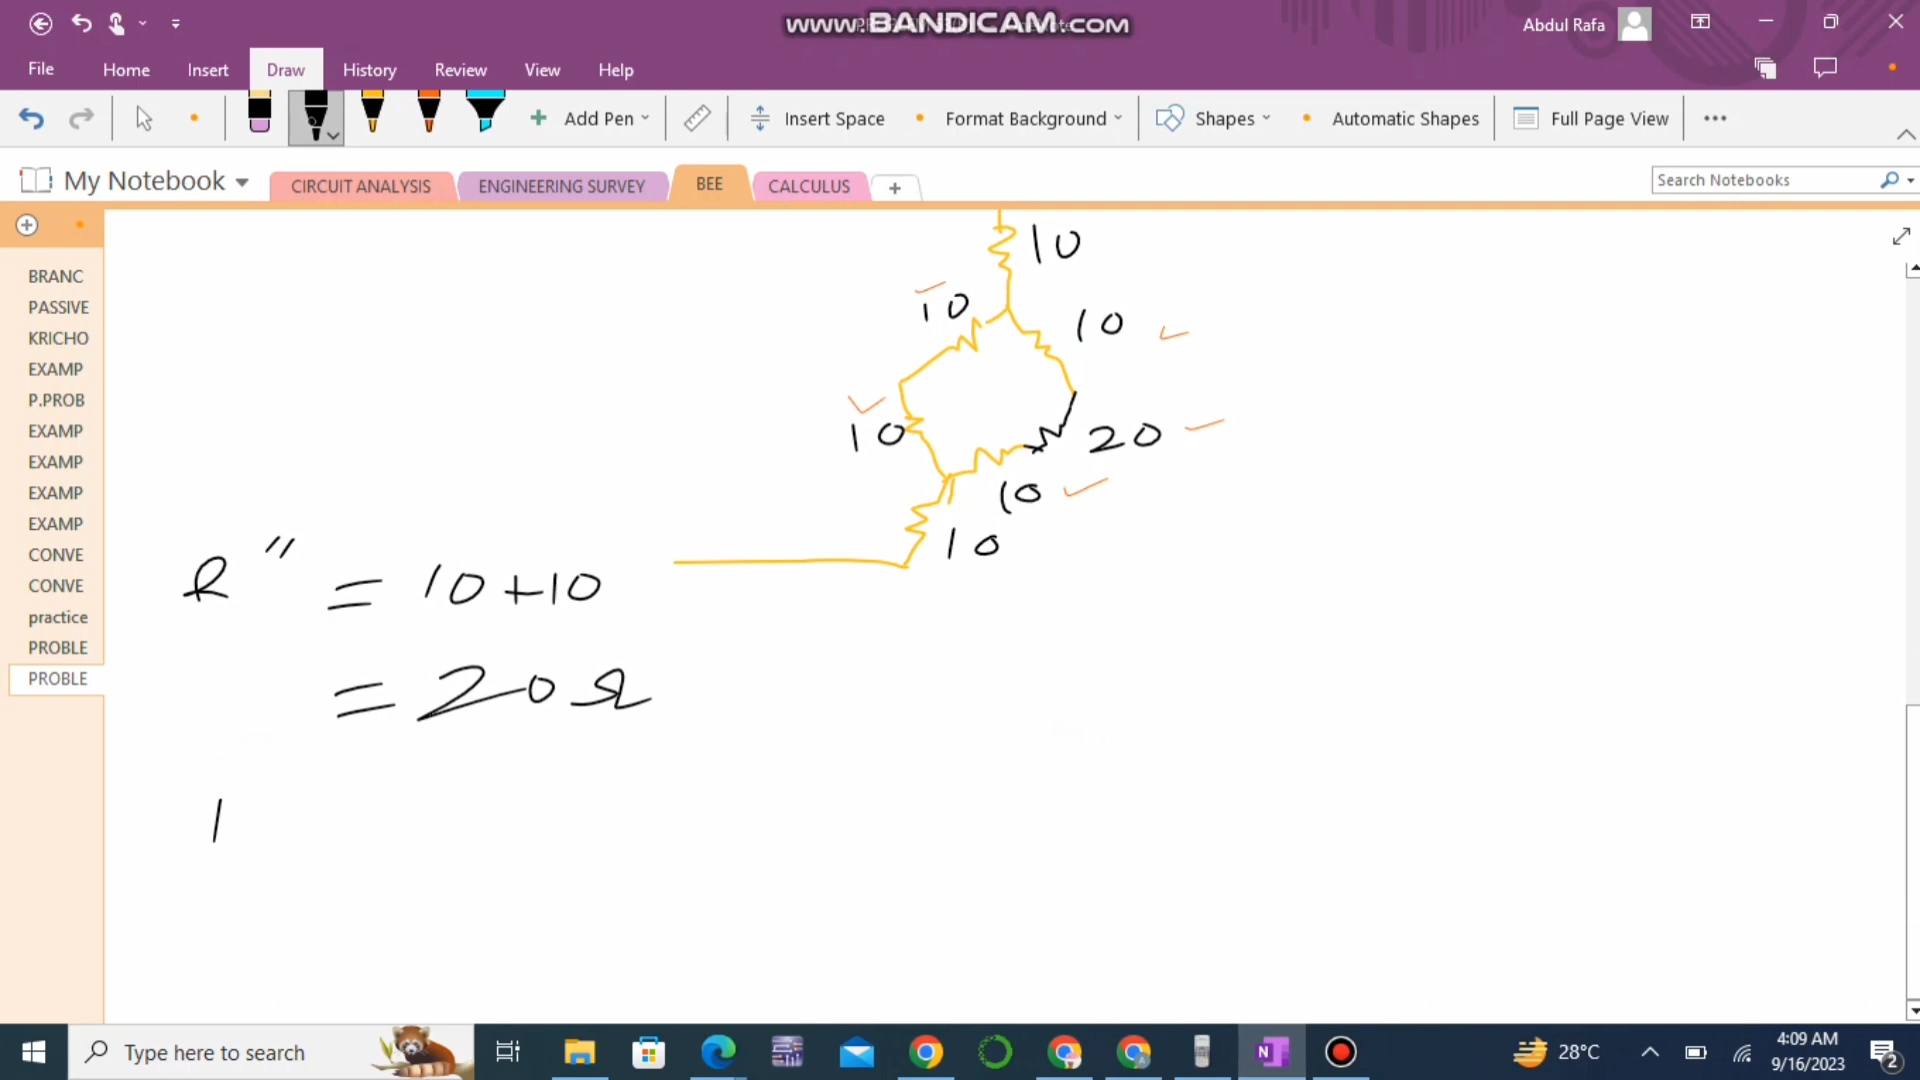 www.BANDICAM.com
Abdul Rafa
File Home Insert Draw History Review View Help
Add Pen Insert Space Format Background Shapes Automatic Shapes Full Page View
My Notebook CIRCUIT ANALYSIS ENGINEERING SURVEY BEE CALCULUS Search Notebooks
BRANC
PASSIVE
KRICHO
EXAMP
P.PROB
EXAMP
EXAMP
EXAMP
EXAMP
CONVE
CONVE
practice
PROBLE
PROBLE
10
10
10
10
20
10
10
R" = 10+10
= 20Ω
Type here to search
28°C
4:09 AM
9/16/2023
2